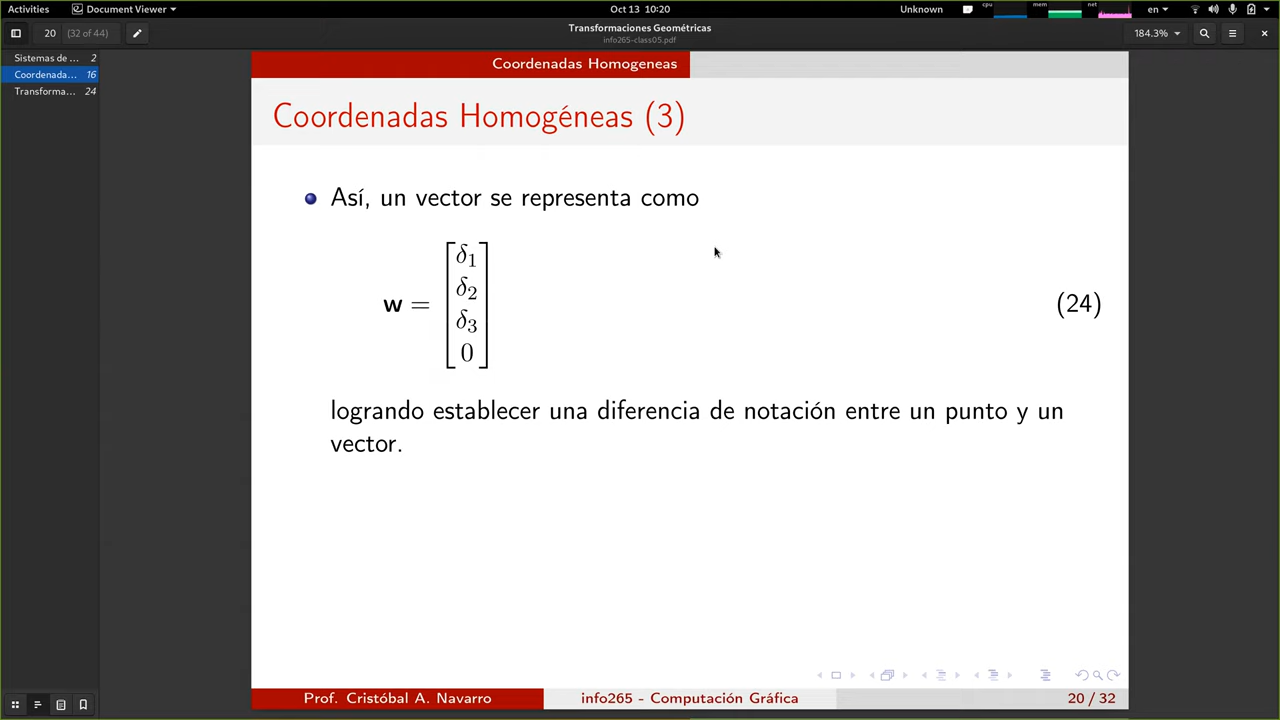 Activities Document Viewer Oct 13 10:20 Unknown cpu mem net en
20 (32 of 44) Transformaciones Geométricas 184.3%
info265-class05.pdf
Sistemas de ... 2
Coordenada... 16
Transforma... 24
Coordenadas Homogeneas
Coordenadas Homogéneas (3)
Así, un vector se representa como
δ1
δ2
w = (24)
δ3
0
logrando establecer una diferencia de notación entre un punto y un
vector.
Prof. Cristóbal A. Navarro info265 - Computación Gráfica 20 / 32